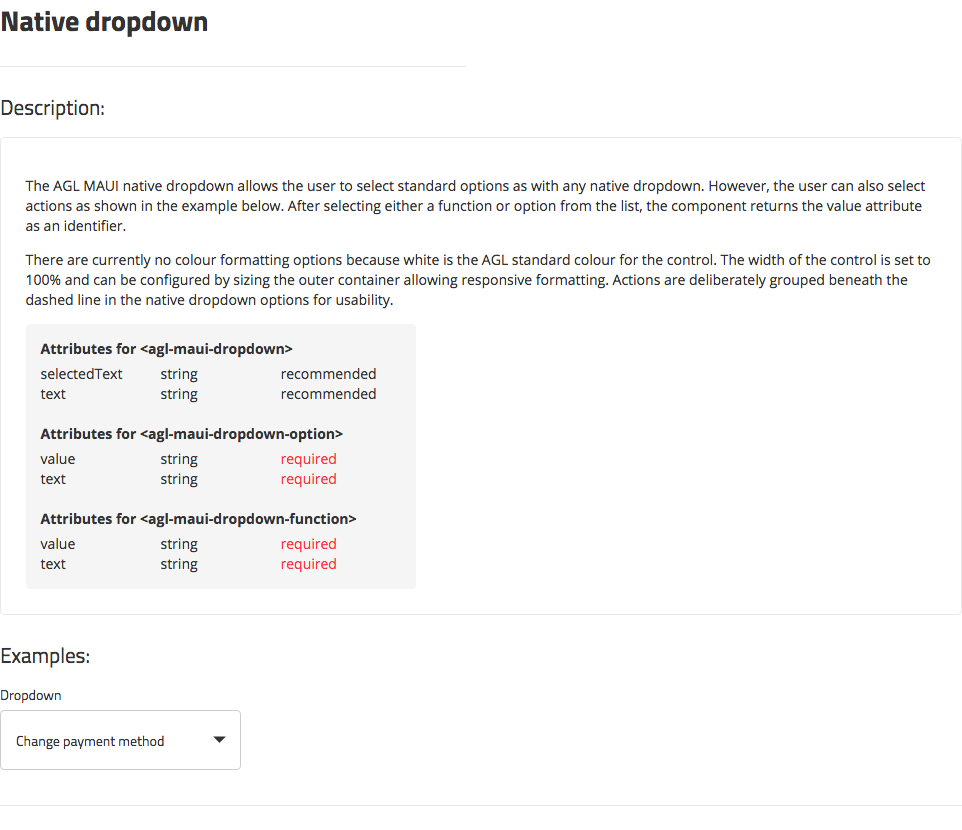 Native dropdown
Description:
The AGL MAUI native dropdown allows the user to select standard options as with any native dropdown. However, the user can also select
actions as shown in the example below. After selecting either a function or option from the list, the component returns the value attribute
as an identifier.
There are currently no colour formatting options because white is the AGL standard colour for the control. The width of the control is set to
100% and can be configured by sizing the outer container allowing responsive formatting. Actions are deliberately grouped beneath the
dashed line in the native dropdown options for usability.
Attributes for <agl-maui-dropdown>
selectedText string recommended
text string recommended
Attributes for <agl-maui-dropdown-option>
value string required
text string required
Attributes for <agl-maui-dropdown-function>
value string required
text string required
Examples:
Dropdown
Change payment method